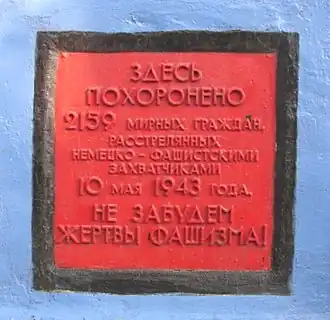 ЗДЕСЬ
ПОХОРОНЕНО
2159 МИРНЫХ ГРАЖДАН,
РАССТРЕЛЯННЫХ
НЕМЕЦКО - ФАШИСТСКИМИ
ЗАХВАТЧИКАМИ
10 МАЯ 1943 ГОДА.
НЕ ЗАБУДЕМ
ЖЕРТВЫ ФАШИЗМА!